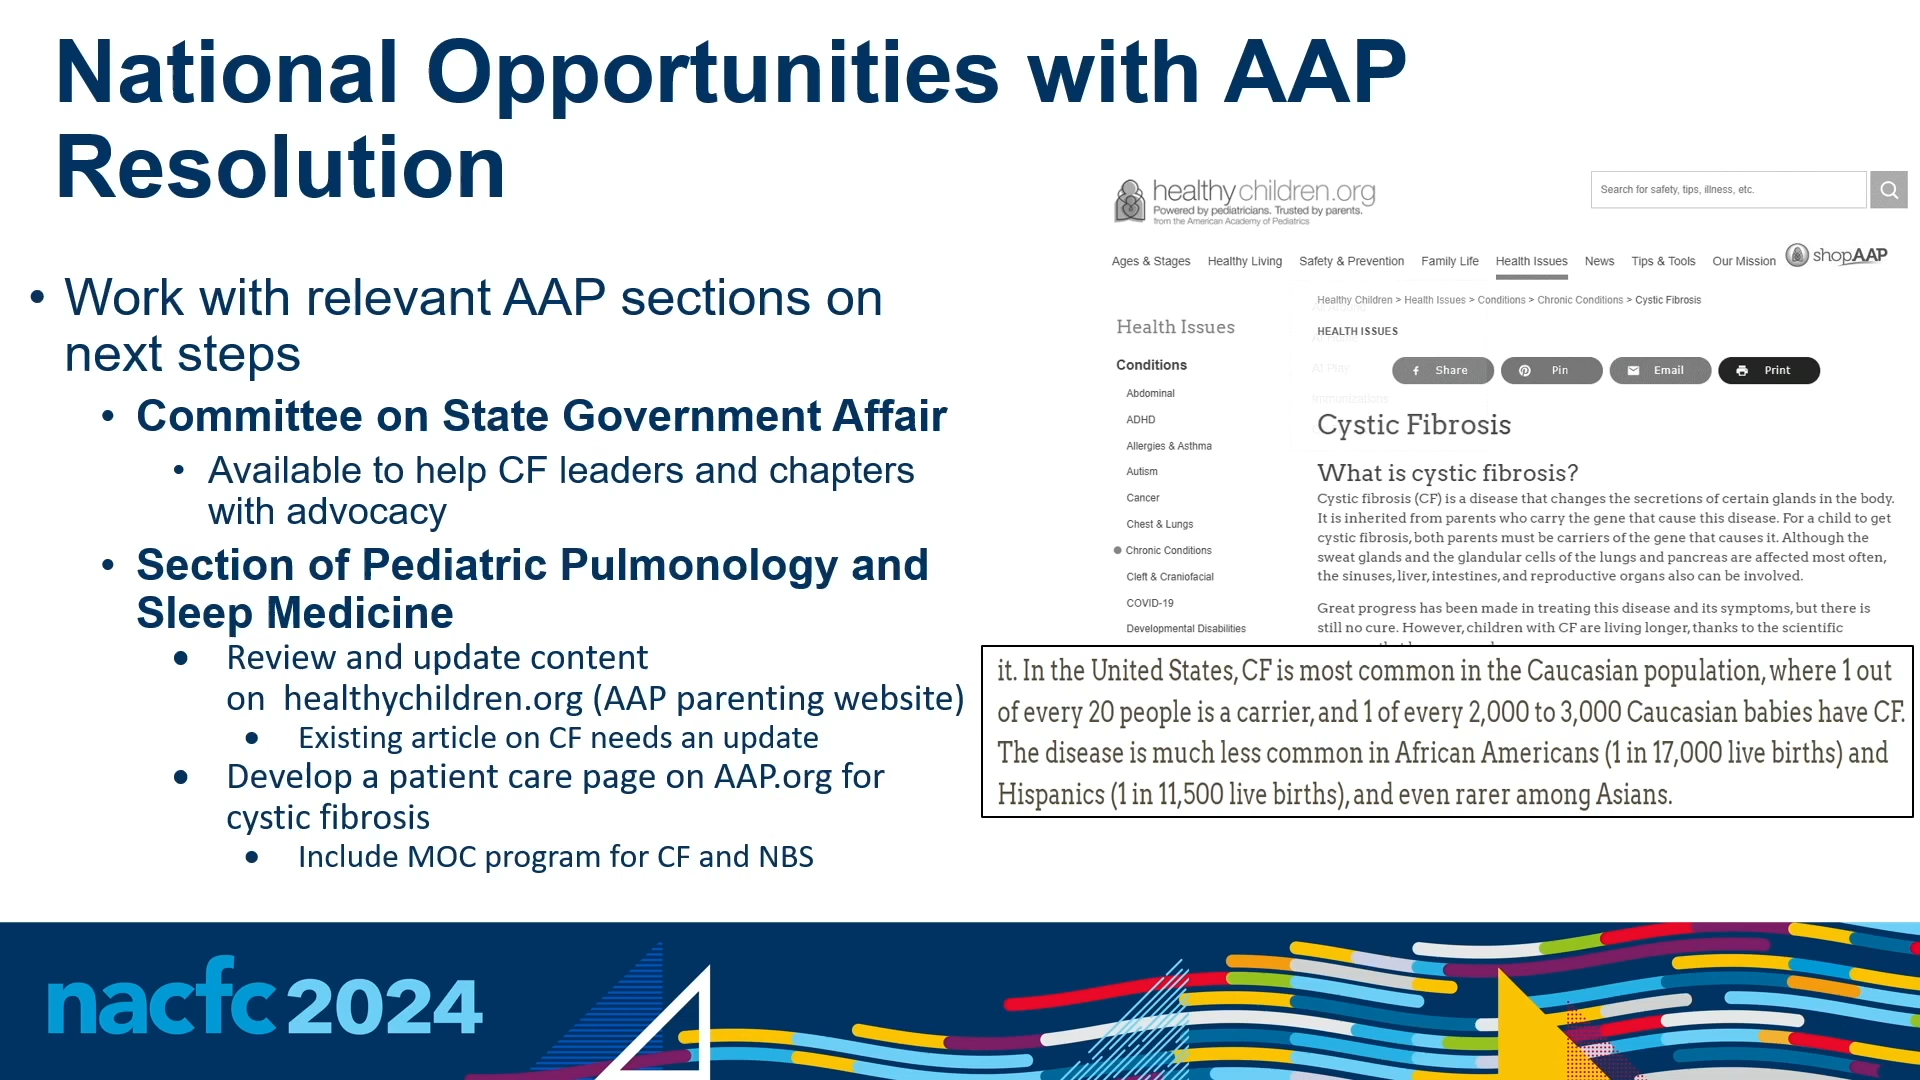 National Opportunities with AAP
Resolution
• Work with relevant AAP sections on
next steps
• Committee on State Government Affair
• Available to help CF leaders and chapters
with advocacy
• Section of Pediatric Pulmonology and
Sleep Medicine
• Review and update content
on healthychildren.org (AAP parenting website)
• Existing article on CF needs an update
• Develop a patient care page on AAP.org for
cystic fibrosis
• Include MOC program for CF and NBS
healthychildren.org
Powered by pediatricians. Trusted by parents.
from the American Academy of Pediatrics
Search for safety, tips, illness, etc.
Ages & Stages Healthy Living Safety & Prevention Family Life Health Issues News Tips & Tools Our Mission shopAAP
Healthy Children > Health Issues > Conditions > Chronic Conditions > Cystic Fibrosis
Health Issues
Conditions
Abdominal
ADHD
Allergies & Asthma
Autism
Cancer
Chest & Lungs
Chronic Conditions
Cleft & Craniofacial
COVID-19
Developmental Disabilities
HEALTH ISSUES
At Play
Immunizations
Share Pin Email Print
Cystic Fibrosis
What is cystic fibrosis?
Cystic fibrosis (CF) is a disease that changes the secretions of certain glands in the body.
It is inherited from parents who carry the gene that cause this disease. For a child to get
cystic fibrosis, both parents must be carriers of the gene that causes it. Although the
sweat glands and the glandular cells of the lungs and pancreas are affected most often,
the sinuses, liver, intestines, and reproductive organs also can be involved.
Great progress has been made in treating this disease and its symptoms, but there is
still no cure. However, children with CF are living longer, thanks to the scientific
it. In the United States, CF is most common in the Caucasian population, where 1 out
of every 20 people is a carrier, and 1 of every 2,000 to 3,000 Caucasian babies have CF.
The disease is much less common in African Americans (1 in 17,000 live births) and
Hispanics (1 in 11,500 live births), and even rarer among Asians.
nacfc 2024